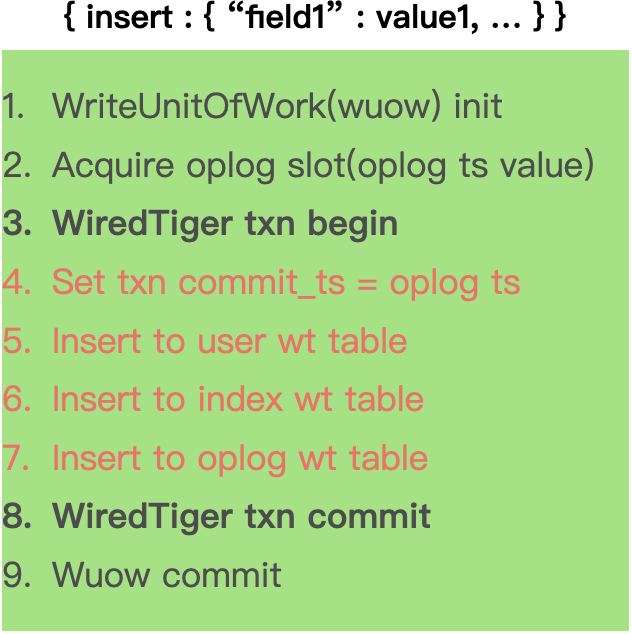 { insert : { “field1” : value1, … } }
1. WriteUnitOfWork(wuow) init
2. Acquire oplog slot(oplog ts value)
3. WiredTiger txn begin
4. Set txn commit_ts = oplog ts
5. Insert to user wt table
6. Insert to index wt table
7. Insert to oplog wt table
8. WiredTiger txn commit
9. Wuow commit